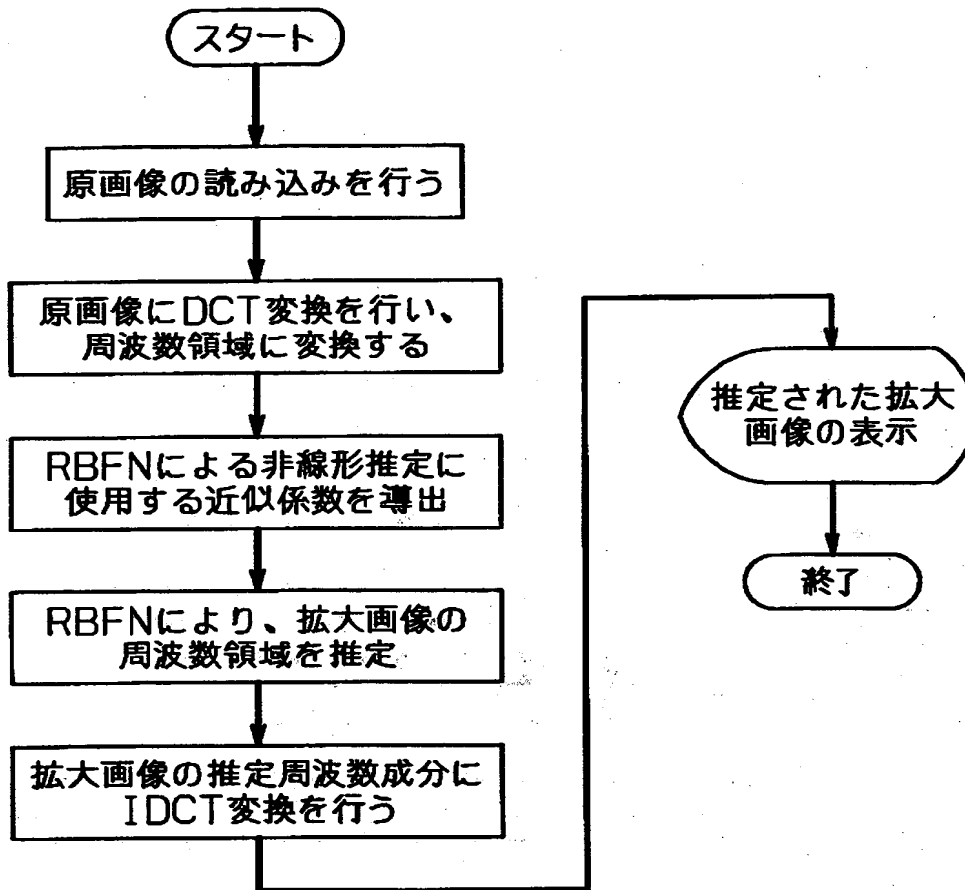 スタート
原画像の読み込みを行う
原画像にDCT変換を行い、
周波数領域に変換する
RBFNによる非線形推定に
使用する近似係数を導出
RBFNにより、拡大画像の
周波数領域を推定
拡大画像の推定周波数成分に
IDCT変換を行う
推定された拡大
画像の表示
終了